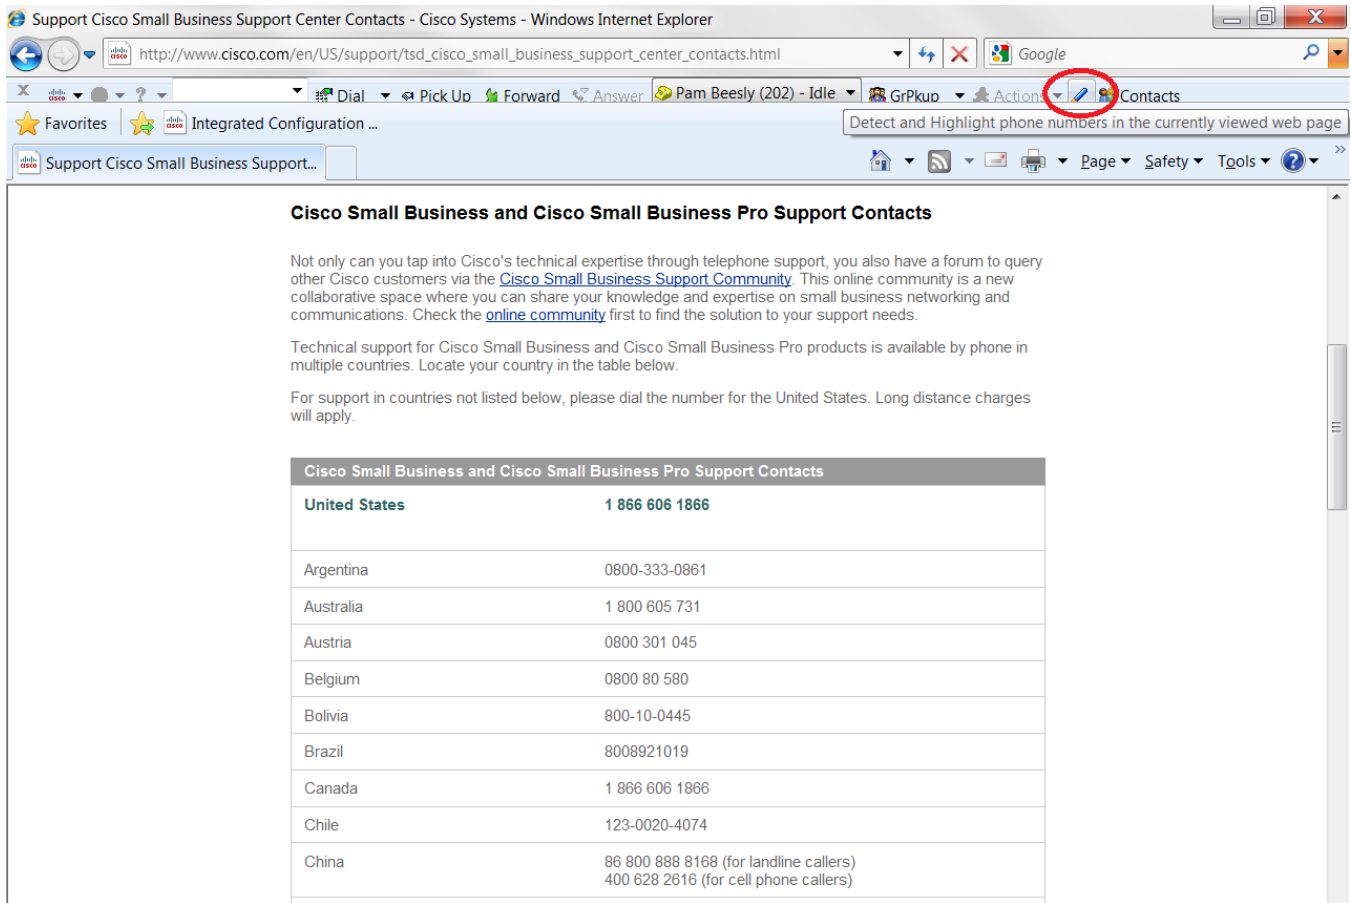 Support Cisco Small Business Support Center Contacts - Cisco Systems - Windows Internet Explorer
http://www.cisco.com/en/US/support/tsd_cisco_small_business_support_center_contacts.html
Google
X Dial Pick Up Forward Answer Pam Beesly (202) - Idle GrPkup Actions Contacts
Favorites Integrated Configuration ...
Detect and Highlight phone numbers in the currently viewed web page
Support Cisco Small Business Support...
Page Safety Tools
Cisco Small Business and Cisco Small Business Pro Support Contacts
Not only can you tap into Cisco's technical expertise through telephone support, you also have a forum to query
other Cisco customers via the Cisco Small Business Support Community. This online community is a new
collaborative space where you can share your knowledge and expertise on small business networking and
communications. Check the online community first to find the solution to your support needs.
Technical support for Cisco Small Business and Cisco Small Business Pro products is available by phone in
multiple countries. Locate your country in the table below.
For support in countries not listed below, please dial the number for the United States. Long distance charges
will apply.
Cisco Small Business and Cisco Small Business Pro Support Contacts
United States 1 866 606 1866
Argentina 0800-333-0861
Australia 1 800 605 731
Austria 0800 301 045
Belgium 0800 80 580
Bolivia 800-10-0445
Brazil 8008921019
Canada 1 866 606 1866
Chile 123-0020-4074
China 86 800 888 8168 (for landline callers)
400 628 2616 (for cell phone callers)